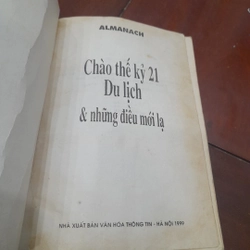 ALMANACH
Chào thế kỷ 21
Du lịch
& những điều mới lạ
NHÀ XUẤT BẢN VĂN HÓA THÔNG TIN - HÀ NỘI 1999